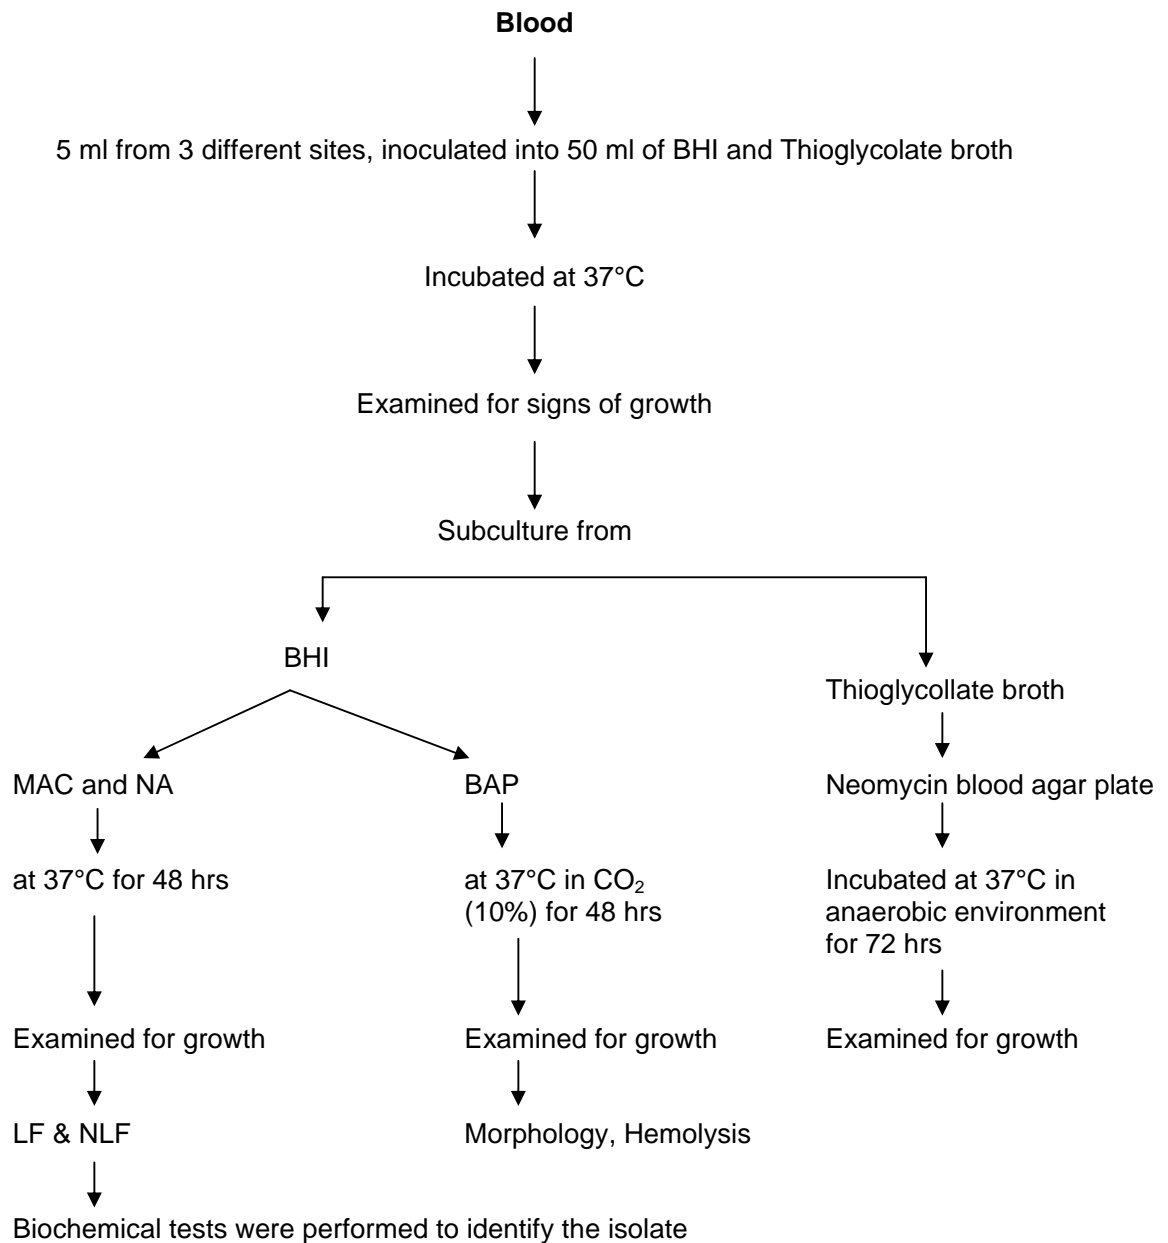 Blood
5 ml from 3 different sites, inoculated into 50 ml of BHI and Thioglycolate broth
Incubated at 37°C
Examined for signs of growth
Subculture from
BHI
MAC and NA
at 37°C for 48 hrs
Examined for growth
LF & NLF
Biochemical tests were performed to identify the isolate
BAP
at 37°C in CO₂
(10%) for 48 hrs
Examined for growth
Morphology, Hemolysis
Thioglycollate broth
Neomycin blood agar plate
Incubated at 37°C in
anaerobic environment
for 72 hrs
Examined for growth